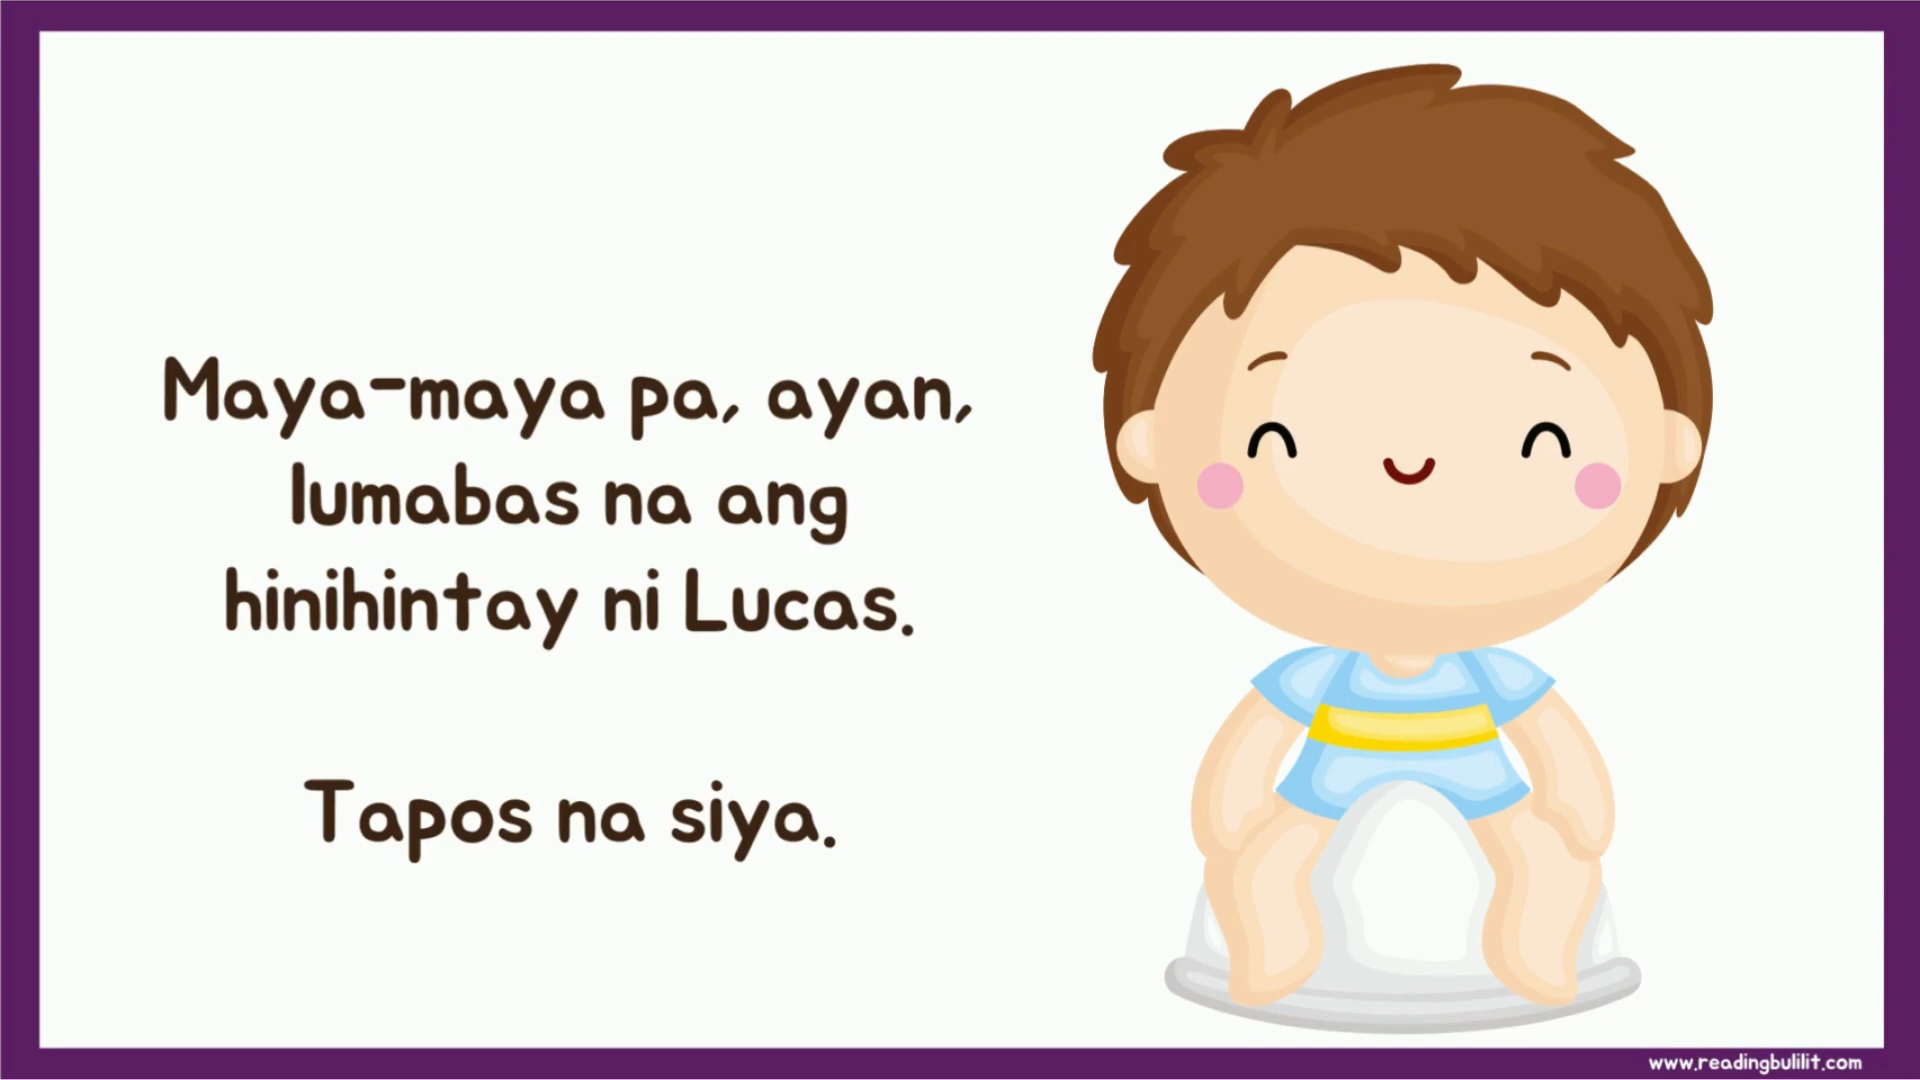 Maya-maya pa, ayan,
lumabas na ang
hinihintay ni Lucas.
Tapos na siya.
www.readingbulilit.com